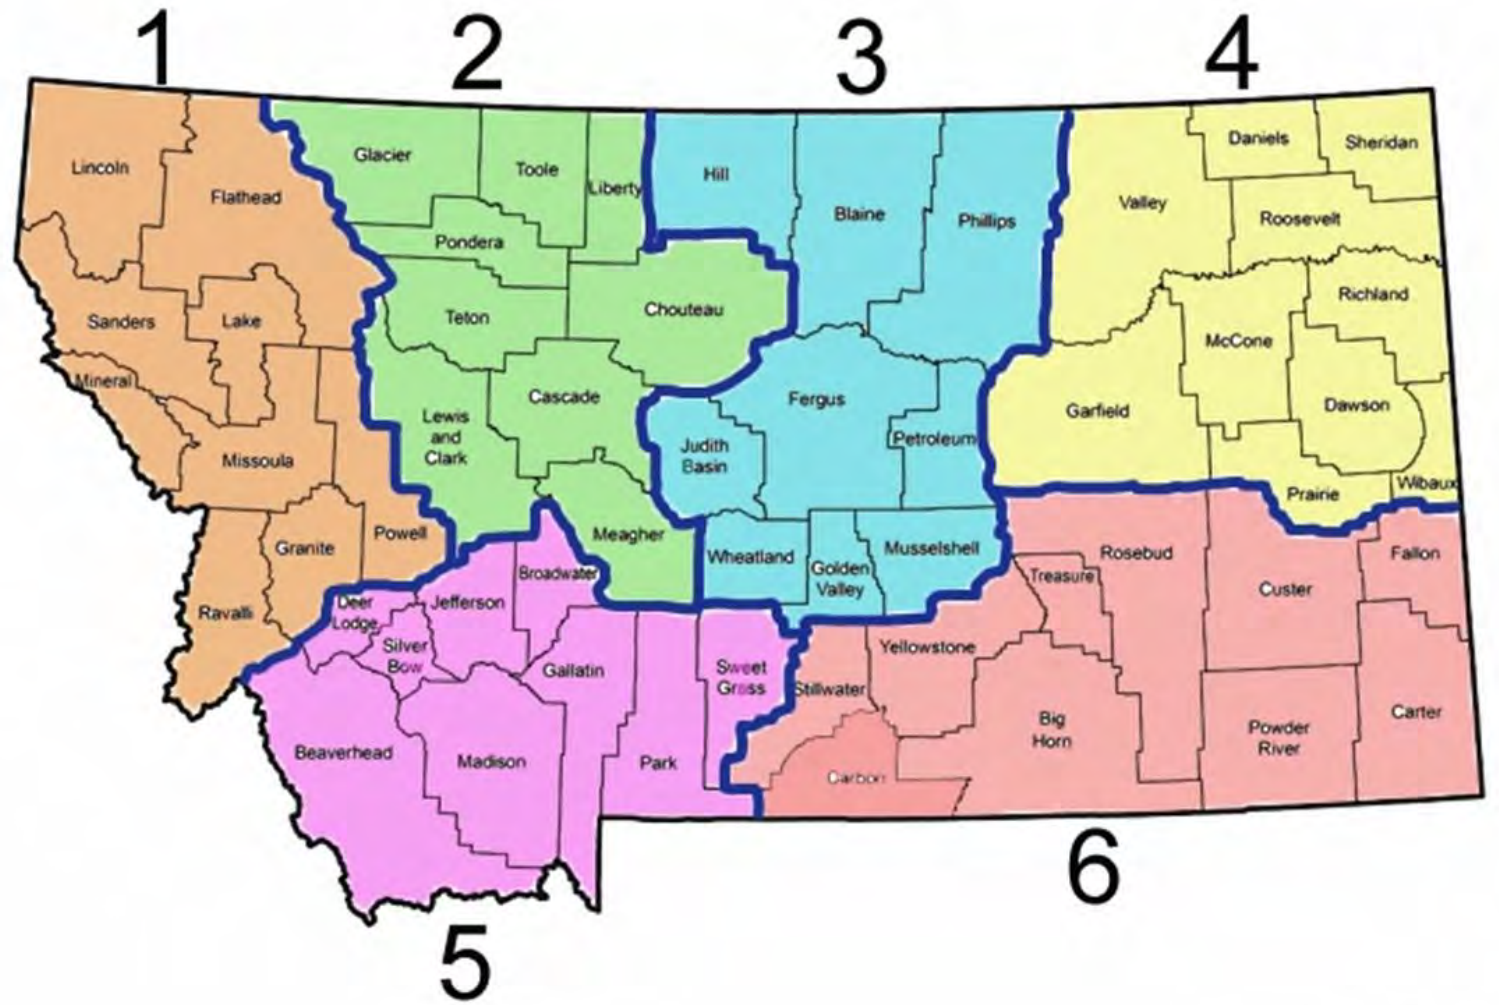 1
2
3
4
Lincoln
Flathead
Sanders
Lake
Mineral
Missoula
Powell
Granite
Ravalli
Glacier
Toole
Liberty
Pondera
Teton
Chouteau
Lewis
and
Clark
Cascade
Meagher
Hill
Blaine
Phillips
Fergus
Judith
Basin
Petroleum
Wheatland
Golden
Valley
Musselshell
Valley
Daniels
Sheridan
Roosevelt
Richland
McCone
Garfield
Dawson
Prairie
Wibaux
Deer
Lodge
Silver
Bow
Jefferson
Broadwater
Gallatin
Beaverhead
Madison
Park
Sweet
Grass
Stillwater
Yellowstone
Carbon
Treasure
Rosebud
Big
Horn
Custer
Powder
River
Fallon
Carter
5
6